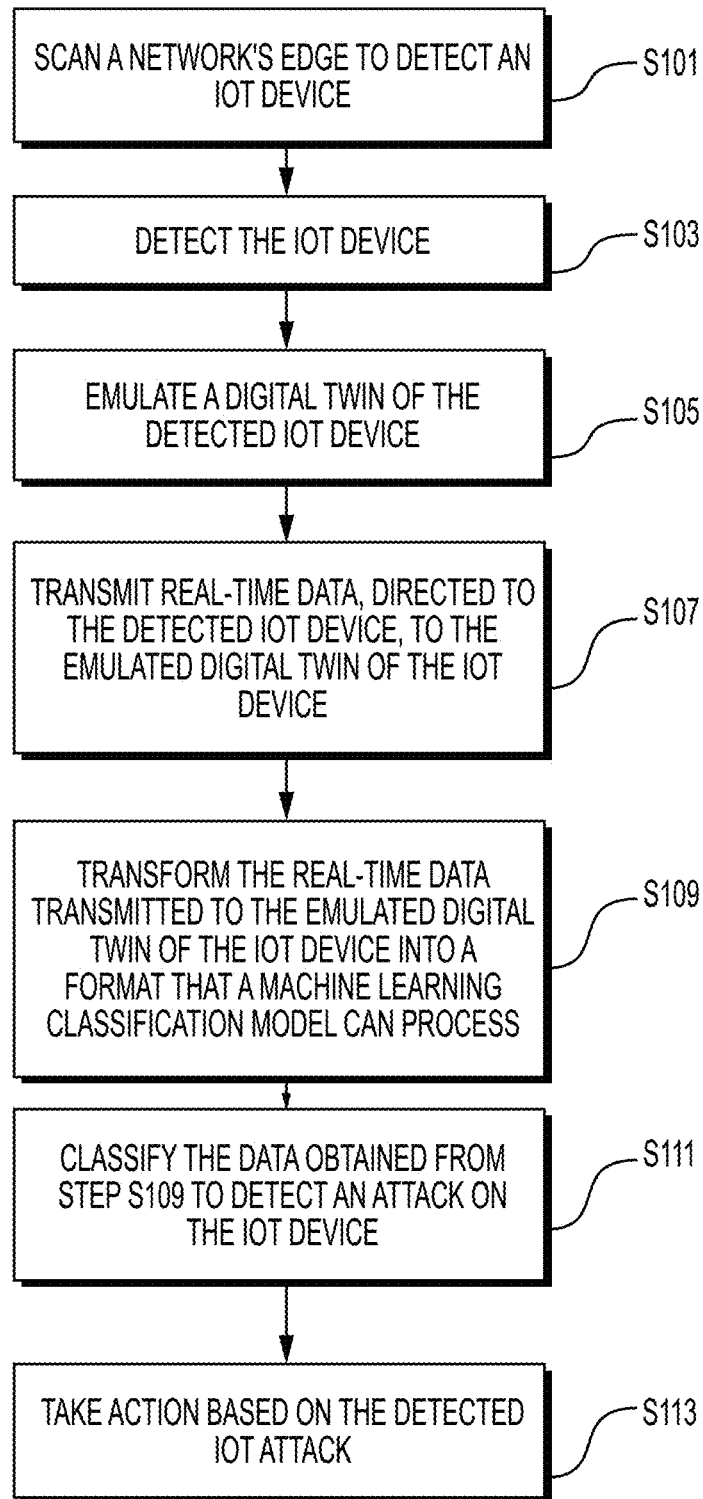 SCAN A NETWORK'S EDGE TO DETECT AN
IOT DEVICE
S101
DETECT THE IOT DEVICE
S103
EMULATE A DIGITAL TWIN OF THE
DETECTED IOT DEVICE
S105
TRANSMIT REAL-TIME DATA, DIRECTED TO
THE DETECTED IOT DEVICE, TO THE
EMULATED DIGITAL TWIN OF THE IOT
DEVICE
S107
TRANSFORM THE REAL-TIME DATA
TRANSMITTED TO THE EMULATED DIGITAL
TWIN OF THE IOT DEVICE INTO A
FORMAT THAT A MACHINE LEARNING
CLASSIFICATION MODEL CAN PROCESS
S109
CLASSIFY THE DATA OBTAINED FROM
STEP S109 TO DETECT AN ATTACK ON
THE IOT DEVICE
S111
TAKE ACTION BASED ON THE DETECTED
IOT ATTACK
S113